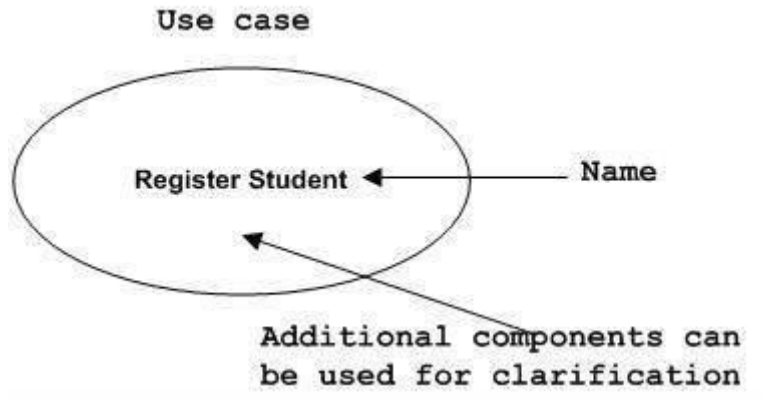 Use case
Register Student
Name
Additional components can
be used for clarification